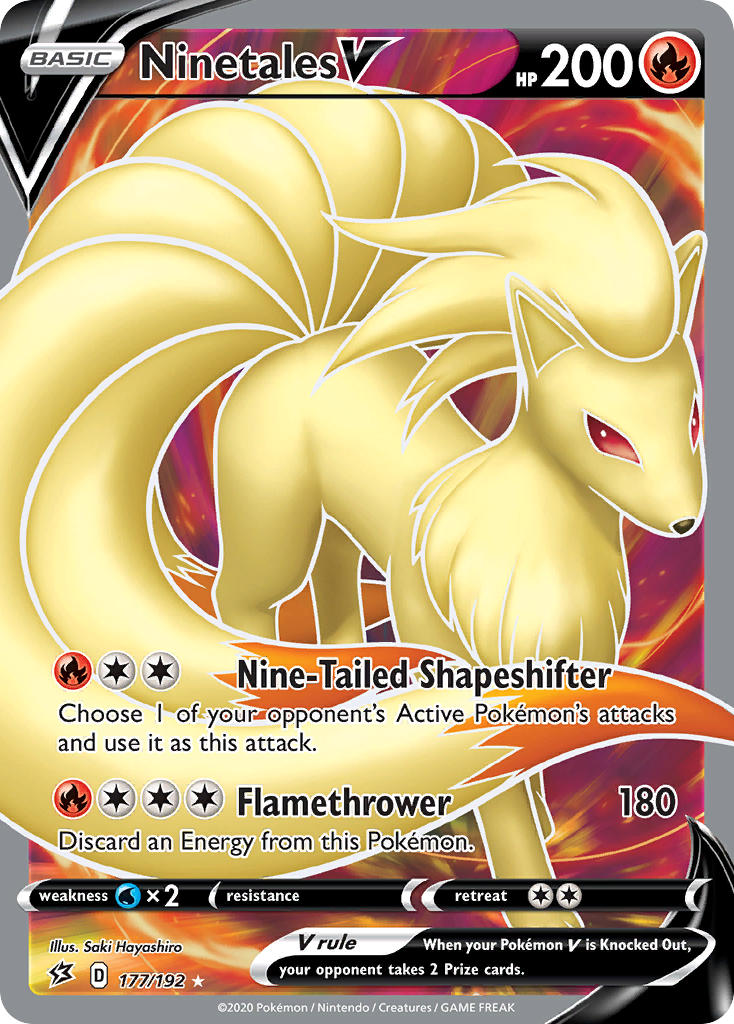 BASIC Ninetales V HP 200
Nine-Tailed Shapeshifter
Choose 1 of your opponent's Active Pokémon's attacks
and use it as this attack.
Flamethrower 180
Discard an Energy from this Pokémon.
weakness ×2 resistance retreat
Illus. Saki Hayashiro
V rule When your Pokémon V is Knocked Out,
your opponent takes 2 Prize cards.
D 177/192
©2020 Pokémon / Nintendo / Creatures / GAME FREAK